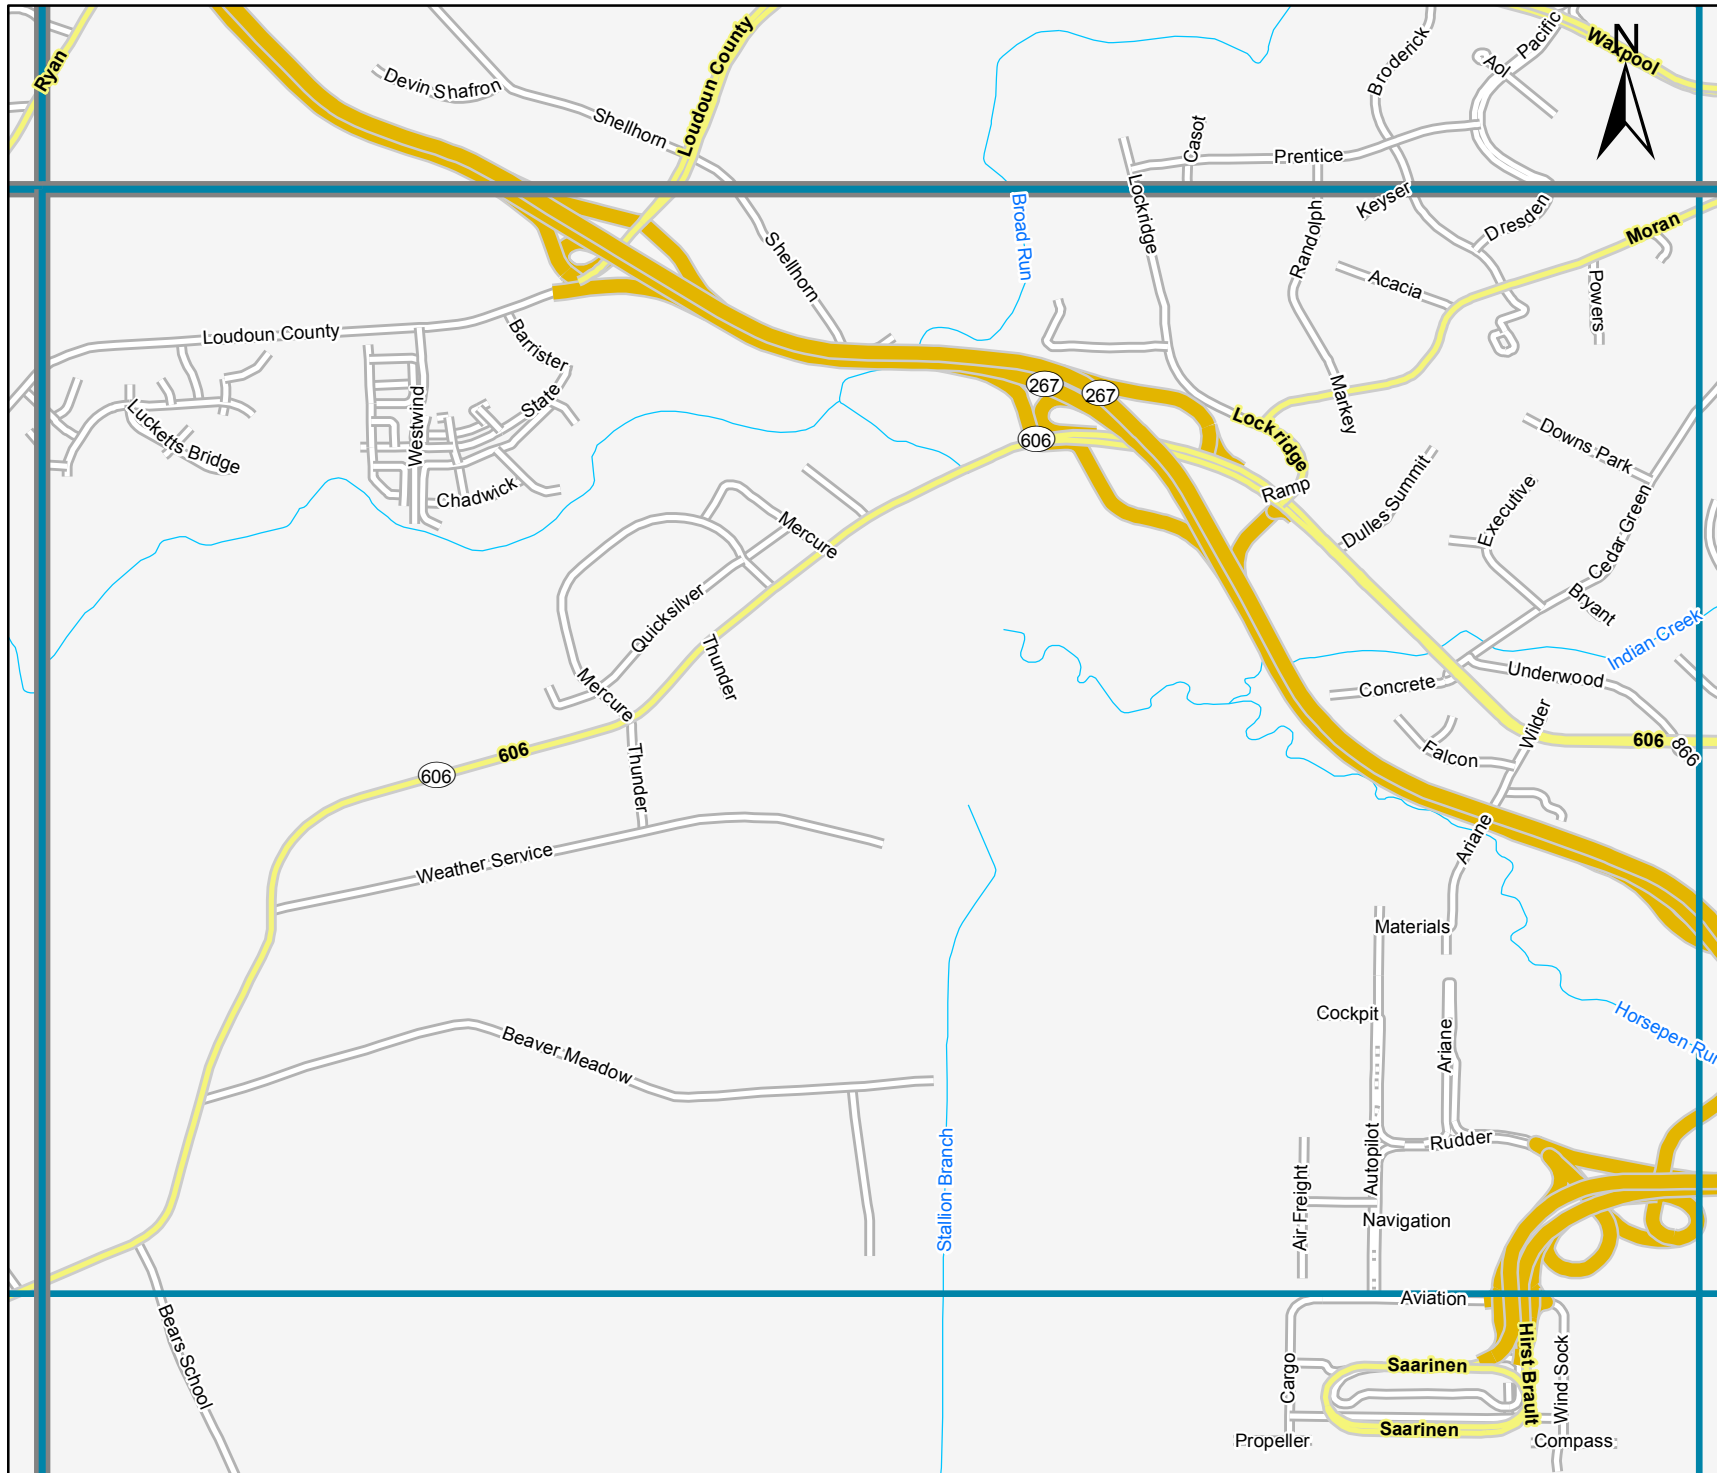 Ryan
Devin Shafron
Loudoun County
Shellhorn
Broderick
Pacific
Aol
Waxpool
N
Casot
Prentice
Lockridge
Broad Run
Keyser
Randolph
Dresden
Moran
Shellhorn
Acacia
Powers
Loudoun County
Barrister
State
Westwind
Lucketts Bridge
Chadwick
267
267
606
Markey
Lockridge
Ramp
Downs Park
Dulles Summit
Executive
Cedar Green
Bryant
Mercure
Quicksilver
Thunder
Mercure
Indian Creek
Underwood
Concrete
Wilder
Falcon
606
866
606
606
Thunder
Weather Service
Ariane
Materials
Cockpit
Ariane
Horsepen Run
Beaver Meadow
Stallion Branch
Autopilot
Rudder
Air Freight
Navigation
Aviation
Bears School
Hirst Brault
Wind Sock
Saarinen
Cargo
Saarinen
Propeller
Compass